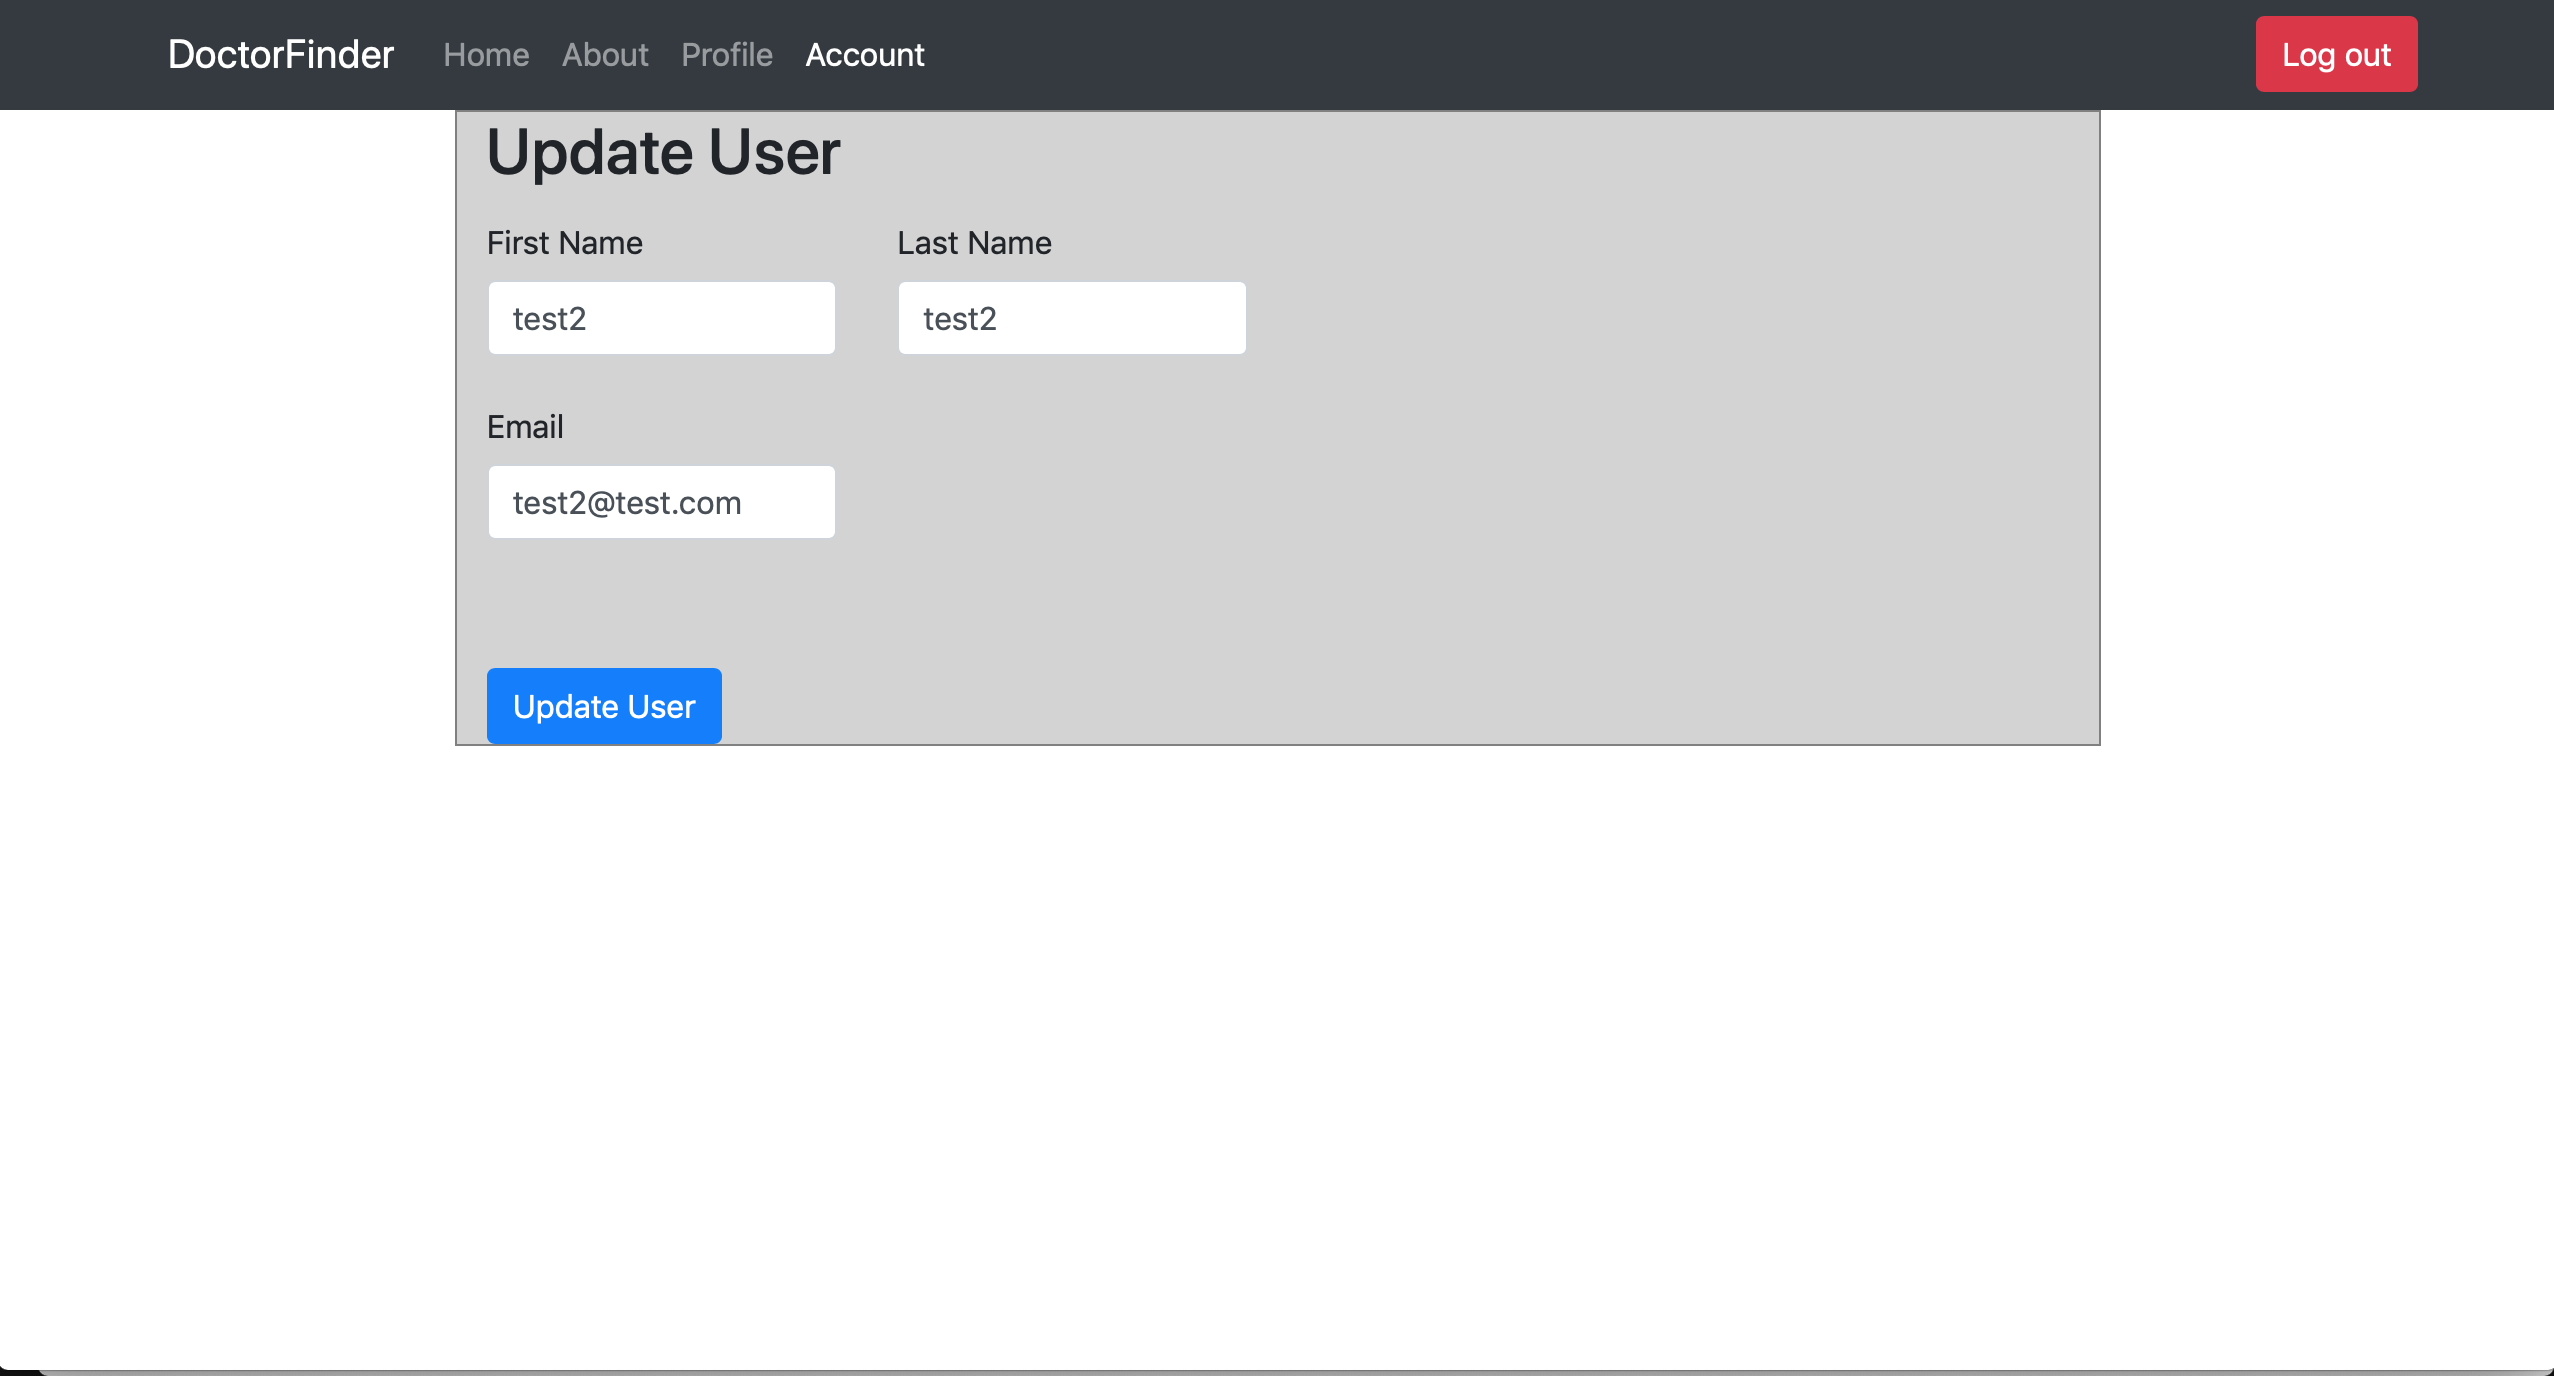 DoctorFinder Home About Profile Account Log out
Update User
First Name Last Name
test2 test2
Email
test2@test.com
Update User